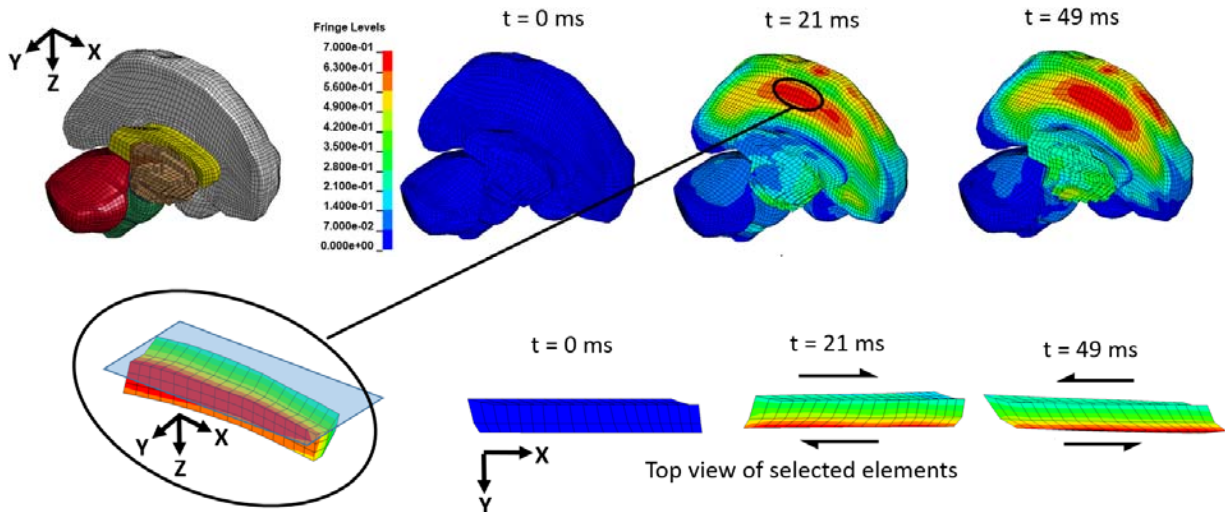 Y X
Z
Fringe Levels
7.000e-01
6.300e-01
5.600e-01
4.900e-01
4.200e-01
3.500e-01
2.800e-01
2.100e-01
1.400e-01
7.000e-02
0.000e+00
t = 0 ms
t = 21 ms
t = 49 ms
Y X
Z
t = 0 ms
t = 21 ms
t = 49 ms
X
Y
Top view of selected elements